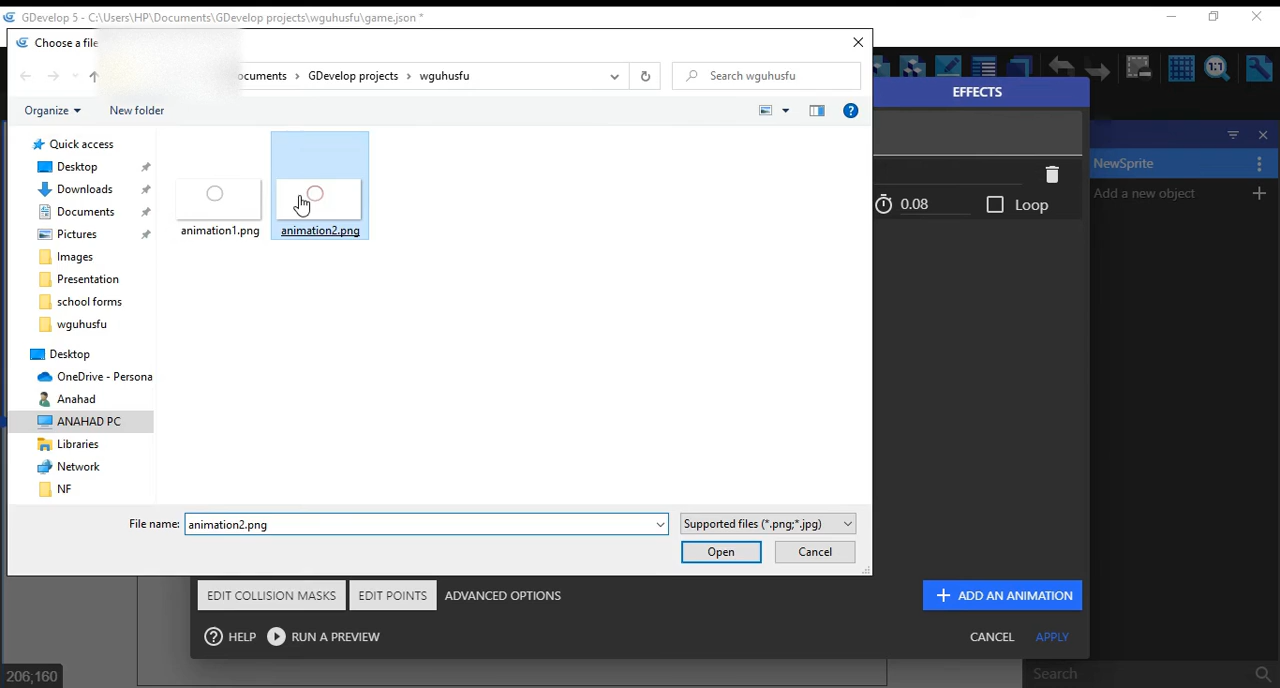 GDevelop 5 - C:\Users\HP\Documents\GDevelop projects\wguhusfu\game.json *
Choose a file
ocuments > GDevelop projects > wguhusfu
Search wguhusfu
EFFECTS
Organize
New folder
Quick access
Desktop
Downloads
Documents
Pictures
Images
Presentation
school forms
wguhusfu
Desktop
OneDrive - Persona
Anahad
ANAHAD PC
Libraries
Network
NF
animation1.png
animation2.png
NewSprite
Add a new object
0.08
Loop
File name: animation2.png
Supported files (*.png;*.jpg)
Open
Cancel
EDIT COLLISION MASKS
EDIT POINTS
ADVANCED OPTIONS
+ ADD AN ANIMATION
HELP
RUN A PREVIEW
CANCEL
APPLY
206;160
Search
1:1